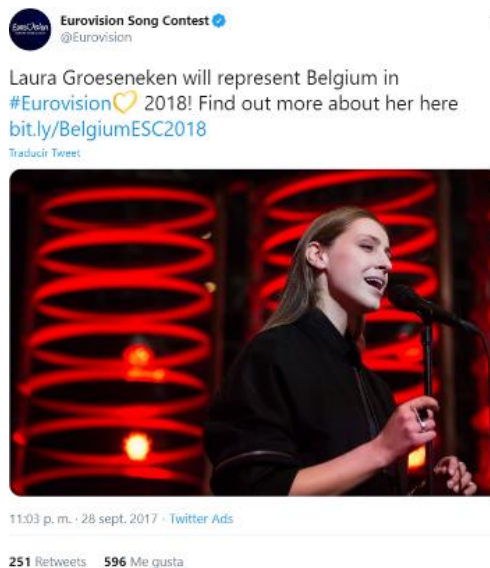 Eurovision Song Contest
@Eurovision
Laura Groeseneken will represent Belgium in
#Eurovision 2018! Find out more about her here
bit.ly/BelgiumESC2018
Traducir Tweet
11:03 p. m. · 28 sept. 2017 · Twitter Ads
251 Retweets 596 Me gusta